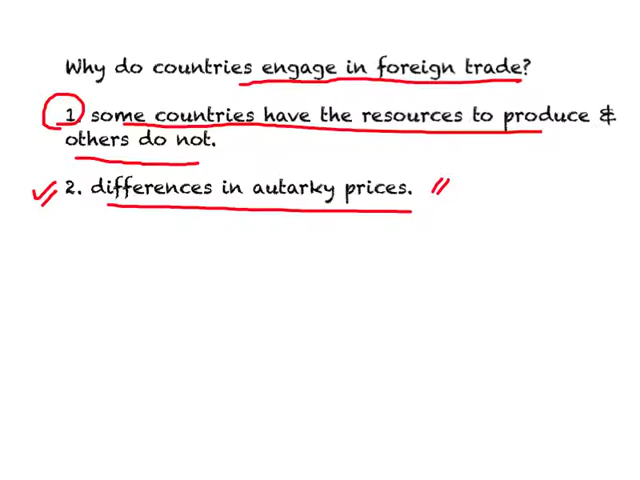 Why do countries engage in foreign trade?
1. some countries have the resources to produce &
others do not.
2. differences in autarky prices.